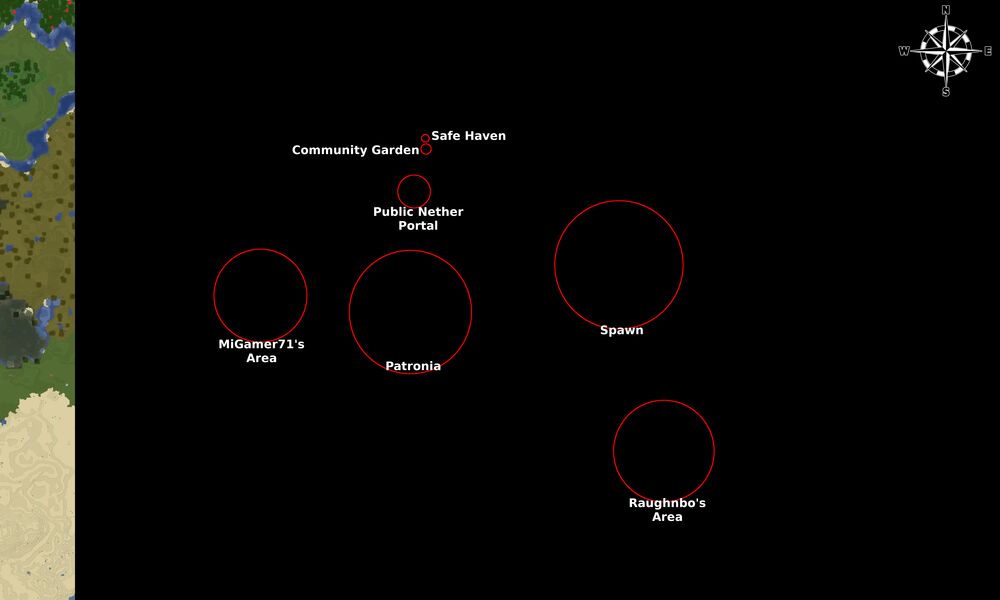 N
W
E
S
Safe Haven
Community Garden
Public Nether
Portal
Spawn
MiGamer71's
Area
Patronia
Raughnbo's
Area